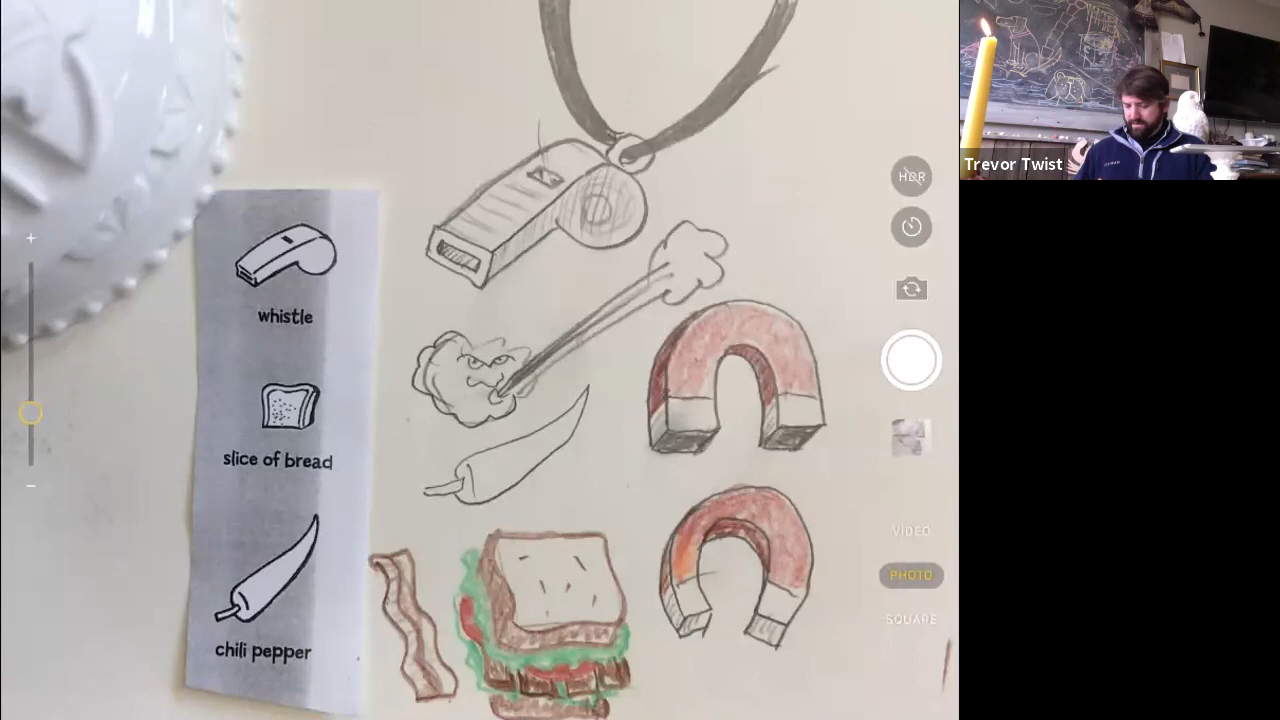 HDR
Trevor Twist
whistle
slice of bread
chili pepper
VIDEO
PHOTO
SQUARE